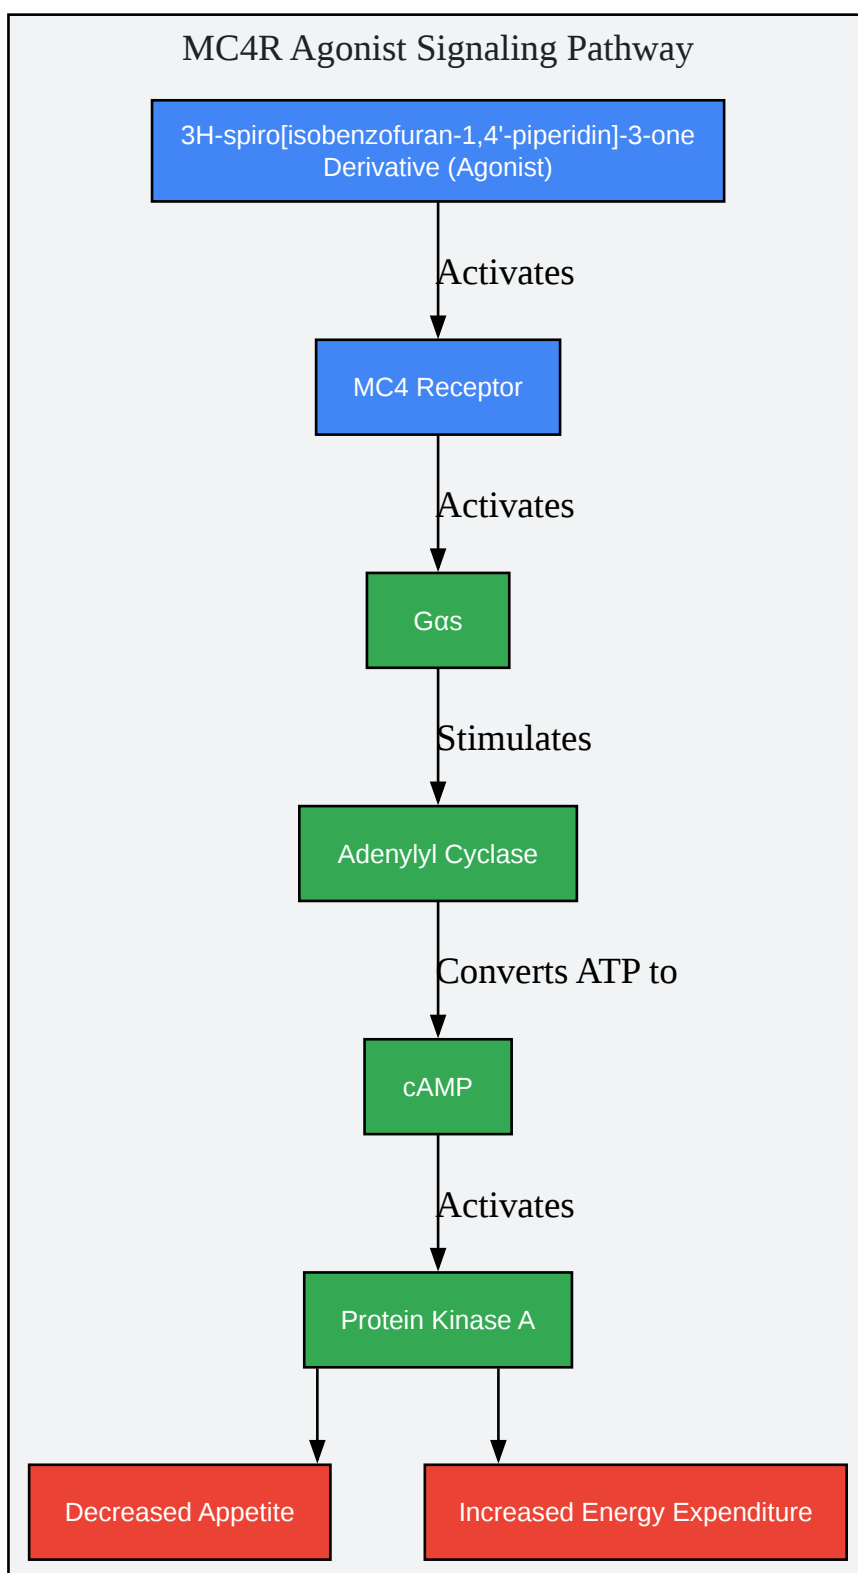 MC4R Agonist Signaling Pathway
3H-spiro[isobenzofuran-1,4'-piperidin]-3-one
Derivative (Agonist)
Activates
MC4 Receptor
Activates
Gαs
Stimulates
Adenylyl Cyclase
Converts ATP to
cAMP
Activates
Protein Kinase A
Decreased Appetite
Increased Energy Expenditure